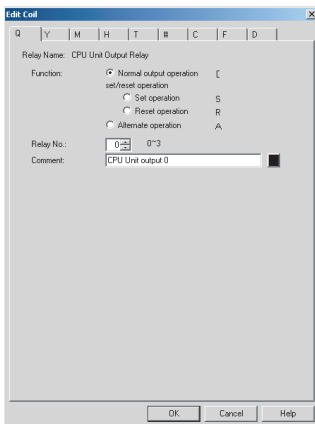 Edit Coil
Q Y M H T # C F D
Relay Name: CPU Unit Output Relay
Function: Normal output operation [
set/reset operation
Set operation S
Reset operation R
Alternate operation A
Relay No.: 0 0~3
Comment: CPU Unit output 0
OK Cancel Help